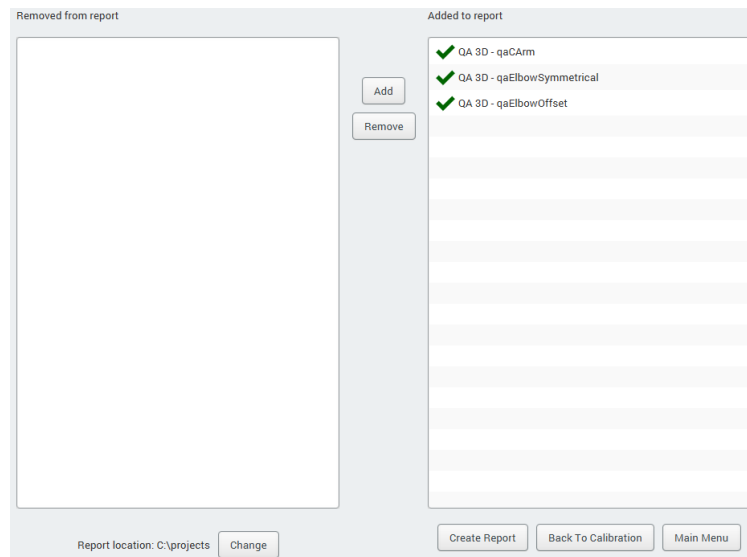 Removed from report
Added to report
QA 3D - qaCArm
QA 3D - qaElbowSymmetrical
QA 3D - qaElbowOffset
Add
Remove
Report location: C:\projects
Change
Create Report
Back To Calibration
Main Menu